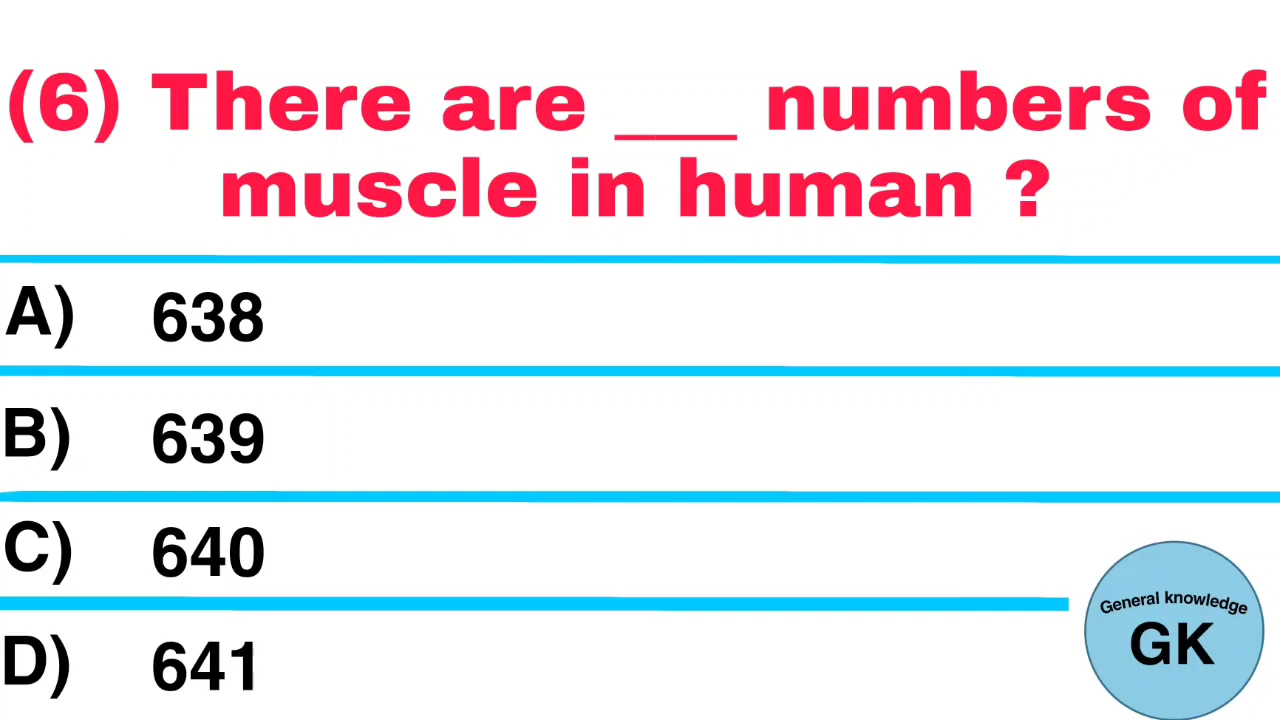 (6) There are ___ numbers of
muscle in human ?
A) 638
B) 639
C) 640
D) 641
General knowledge
GK